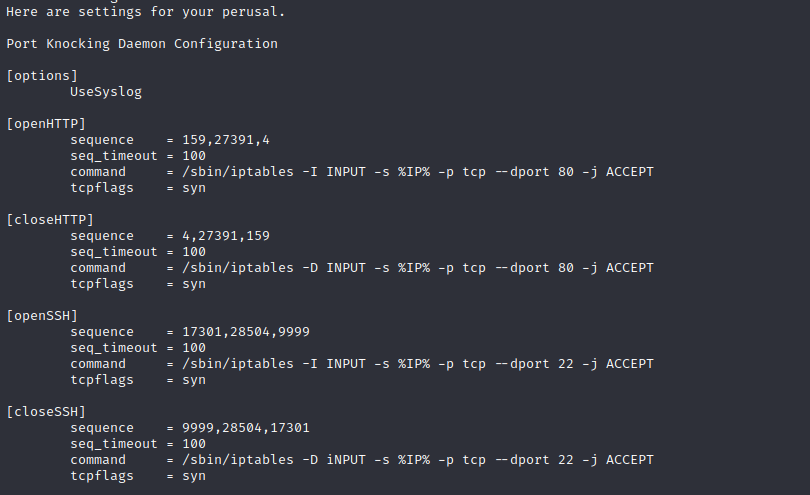 Here are settings for your perusal.
Port Knocking Daemon Configuration
[options]
UseSyslog
[openHTTP]
sequence = 159,27391,4
seq_timeout = 100
command = /sbin/iptables -I INPUT -s %IP% -p tcp --dport 80 -j ACCEPT
tcpflags = syn
[closeHTTP]
sequence = 4,27391,159
seq_timeout = 100
command = /sbin/iptables -D INPUT -s %IP% -p tcp --dport 80 -j ACCEPT
tcpflags = syn
[openSSH]
sequence = 17301,28504,9999
seq_timeout = 100
command = /sbin/iptables -I INPUT -s %IP% -p tcp --dport 22 -j ACCEPT
tcpflags = syn
[closeSSH]
sequence = 9999,28504,17301
seq_timeout = 100
command = /sbin/iptables -D iNPUT -s %IP% -p tcp --dport 22 -j ACCEPT
tcpflags = syn